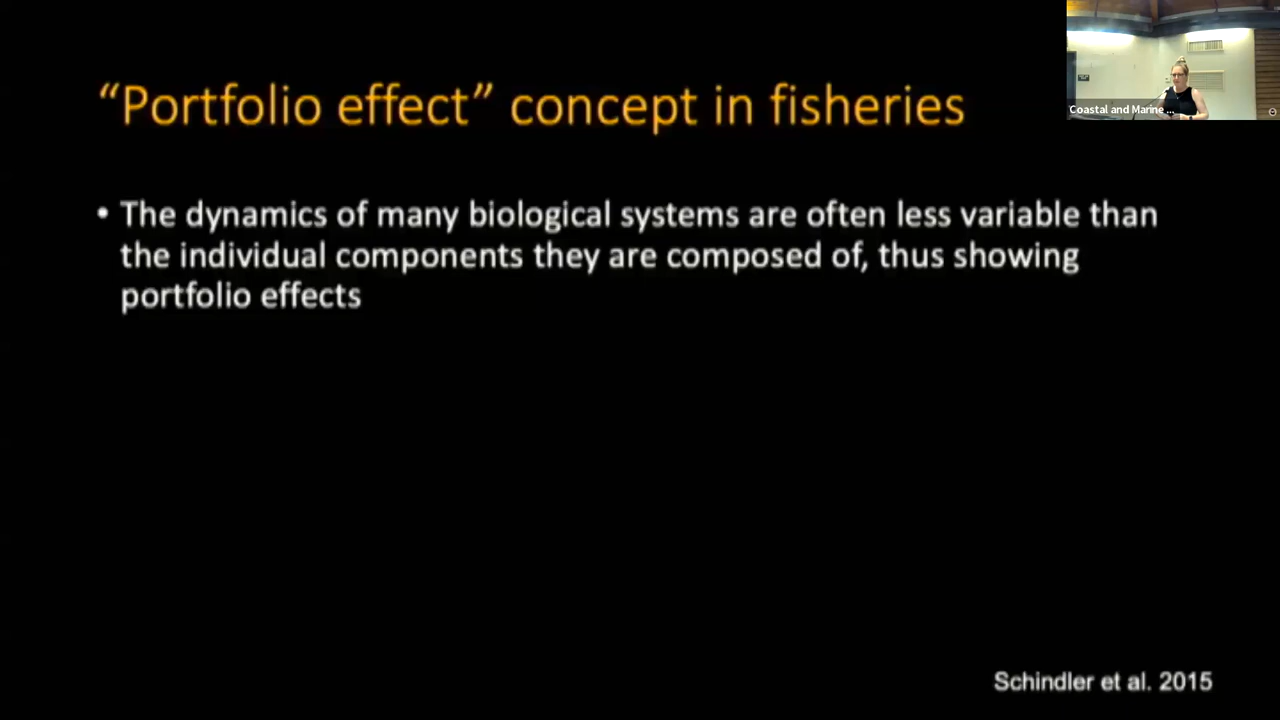 “Portfolio effect” concept in fisheries
Coastal and Marine ...
• The dynamics of many biological systems are often less variable than
the individual components they are composed of, thus showing
portfolio effects
Schindler et al. 2015